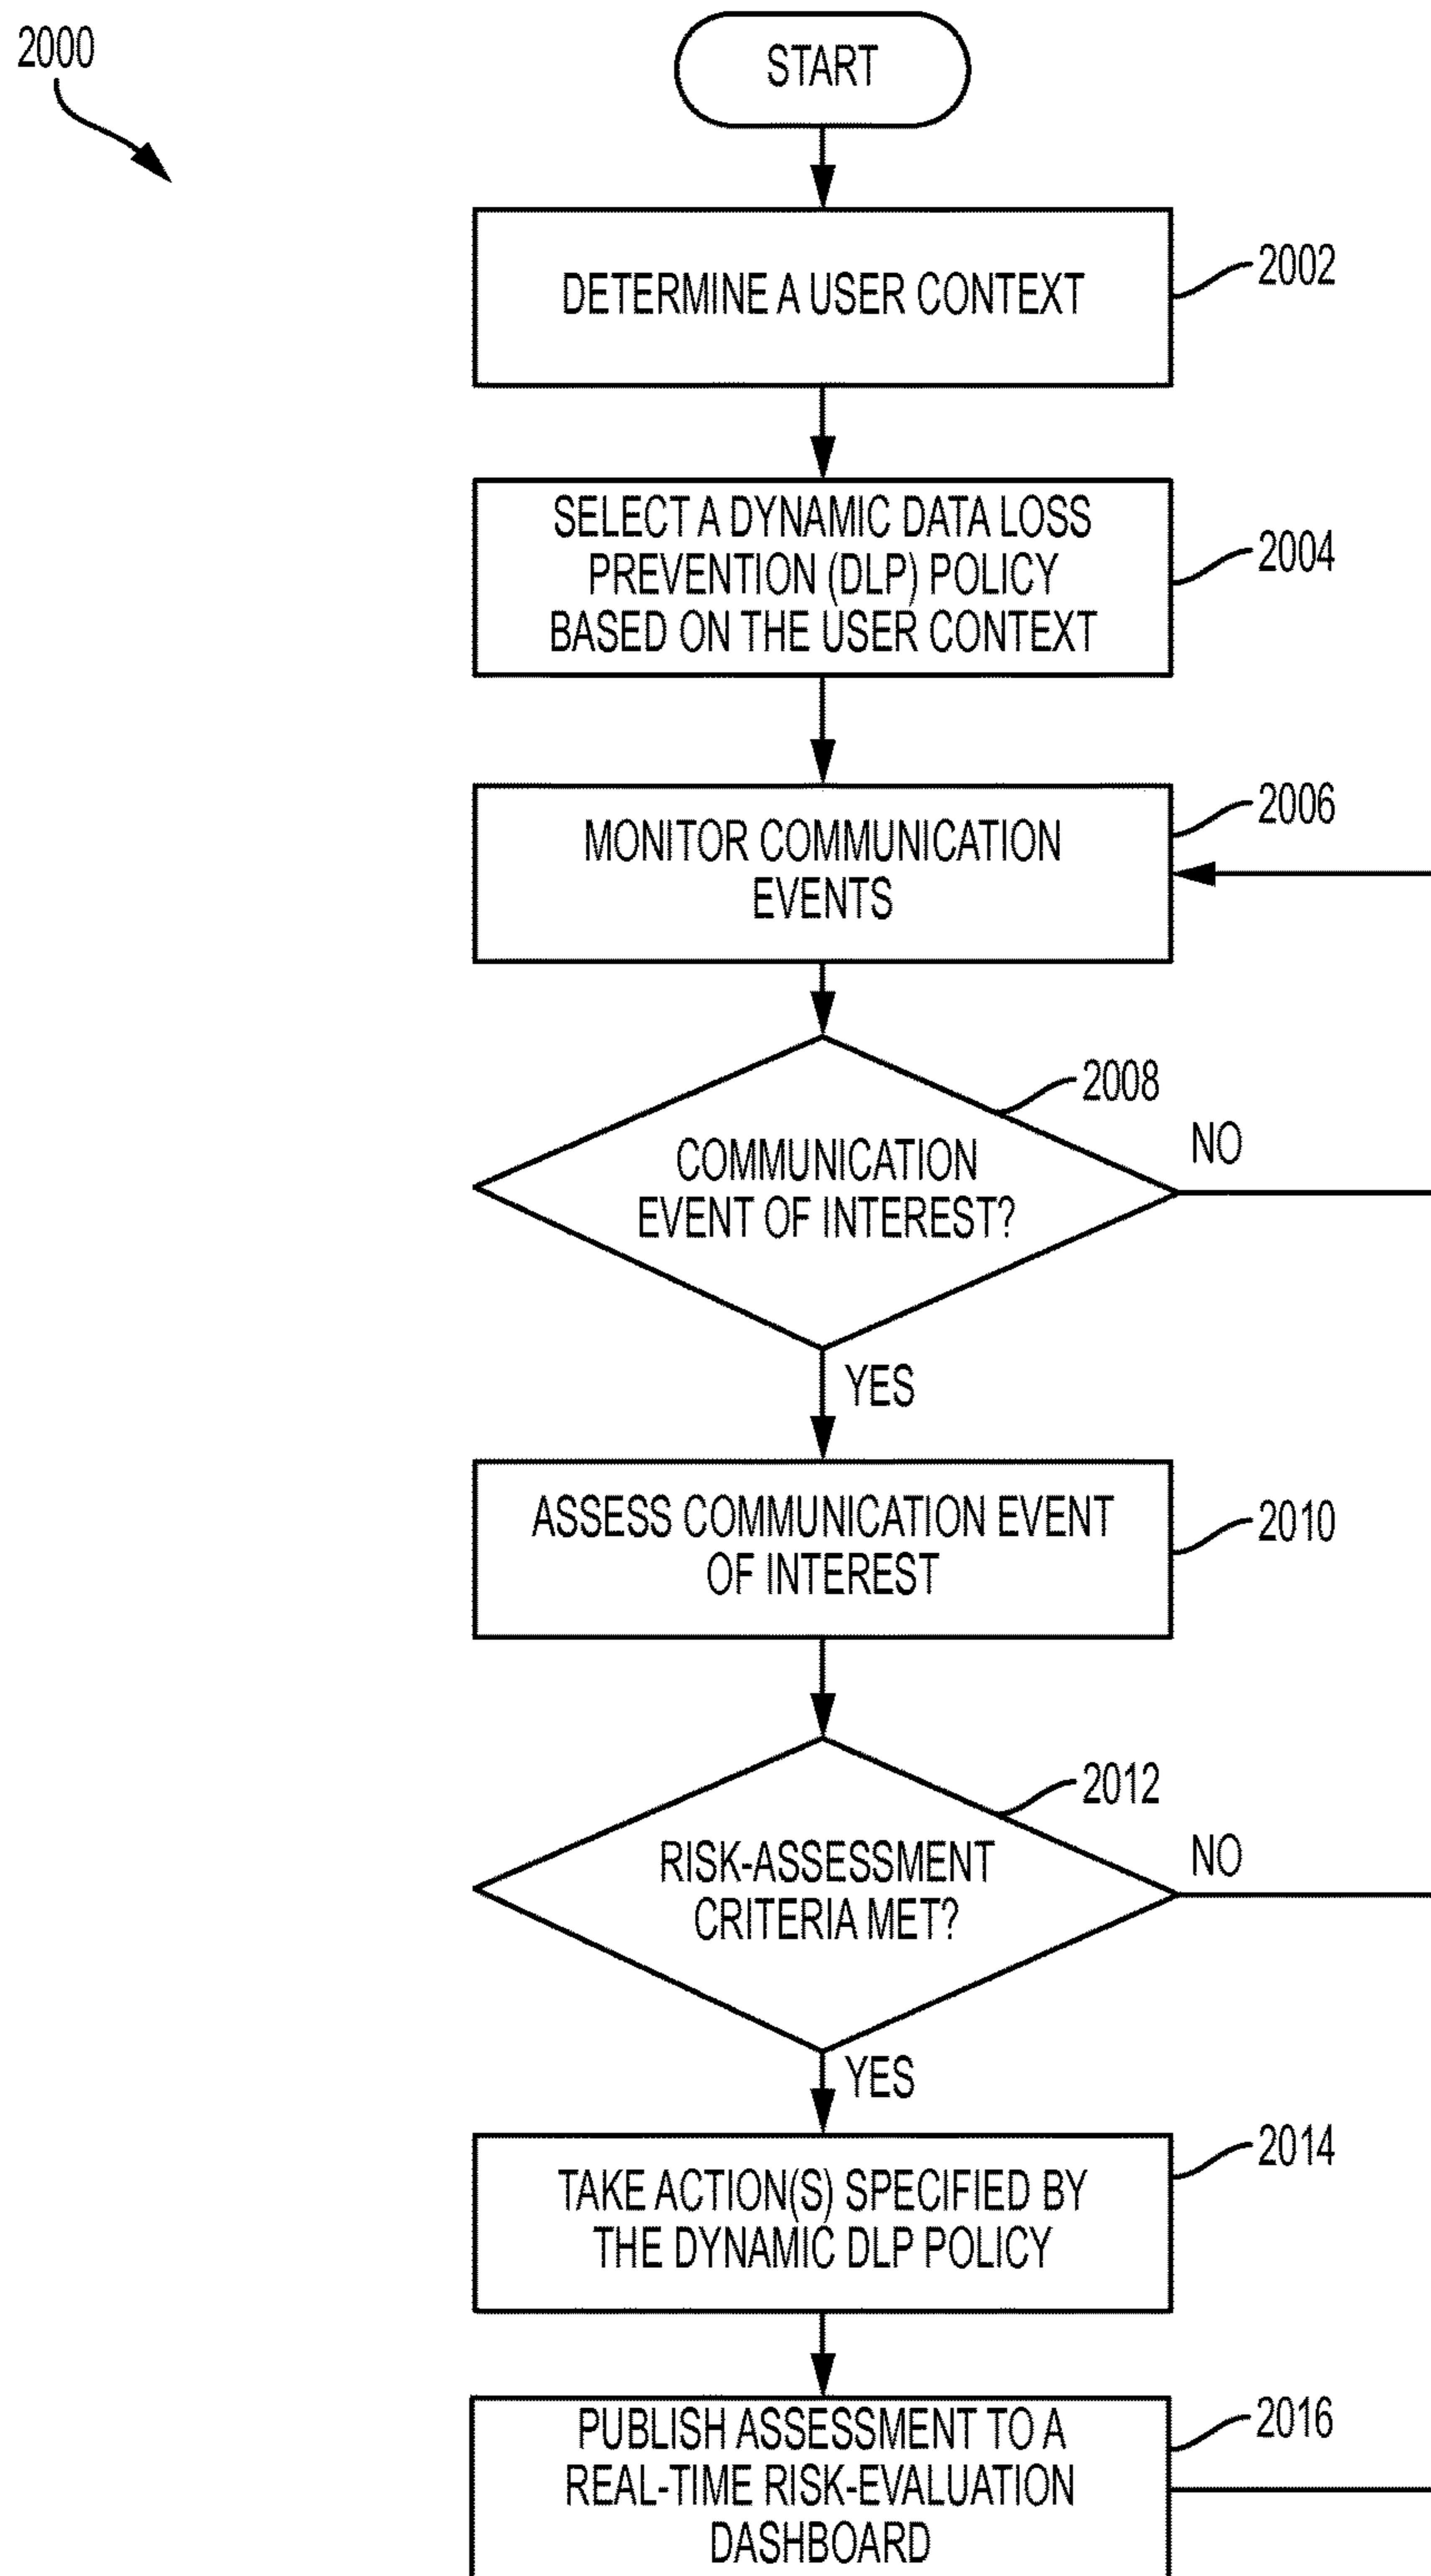 2000
START
DETERMINE A USER CONTEXT
2002
SELECT A DYNAMIC DATA LOSS
PREVENTION (DLP) POLICY
BASED ON THE USER CONTEXT
2004
MONITOR COMMUNICATION
EVENTS
2006
COMMUNICATION
EVENT OF INTEREST?
2008
NO
YES
ASSESS COMMUNICATION EVENT
OF INTEREST
2010
RISK-ASSESSMENT
CRITERIA MET?
2012
NO
YES
TAKE ACTION(S) SPECIFIED BY
THE DYNAMIC DLP POLICY
2014
PUBLISH ASSESSMENT TO A
REAL-TIME RISK-EVALUATION
DASHBOARD
2016